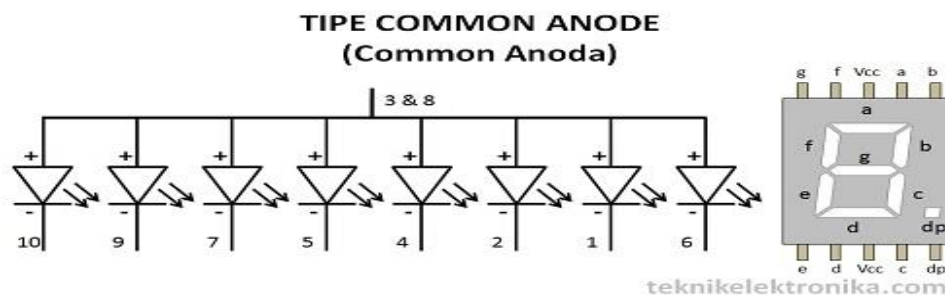 TIPE COMMON ANODE
(Common Anoda)
3 & 8
+ + + + + + + +
- - - - - - - -
10 9 7 5 4 2 1 6
g f Vcc a b
a
f b
g
e c
d dp
e d Vcc c dp
teknikelektronika.com